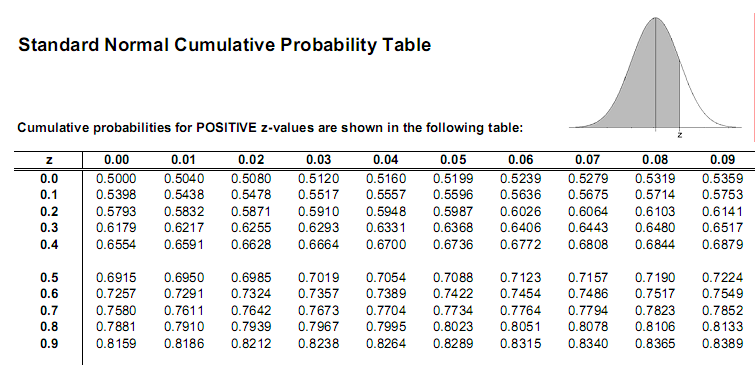 Standard Normal Cumulative Probability Table
z
Cumulative probabilities for POSITIVE z-values are shown in the following table:
z 0.00 0.01 0.02 0.03 0.04 0.05 0.06 0.07 0.08 0.09
0.0 0.5000 0.5040 0.5080 0.5120 0.5160 0.5199 0.5239 0.5279 0.5319 0.5359
0.1 0.5398 0.5438 0.5478 0.5517 0.5557 0.5596 0.5636 0.5675 0.5714 0.5753
0.2 0.5793 0.5832 0.5871 0.5910 0.5948 0.5987 0.6026 0.6064 0.6103 0.6141
0.3 0.6179 0.6217 0.6255 0.6293 0.6331 0.6368 0.6406 0.6443 0.6480 0.6517
0.4 0.6554 0.6591 0.6628 0.6664 0.6700 0.6736 0.6772 0.6808 0.6844 0.6879
0.5 0.6915 0.6950 0.6985 0.7019 0.7054 0.7088 0.7123 0.7157 0.7190 0.7224
0.6 0.7257 0.7291 0.7324 0.7357 0.7389 0.7422 0.7454 0.7486 0.7517 0.7549
0.7 0.7580 0.7611 0.7642 0.7673 0.7704 0.7734 0.7764 0.7794 0.7823 0.7852
0.8 0.7881 0.7910 0.7939 0.7967 0.7995 0.8023 0.8051 0.8078 0.8106 0.8133
0.9 0.8159 0.8186 0.8212 0.8238 0.8264 0.8289 0.8315 0.8340 0.8365 0.8389